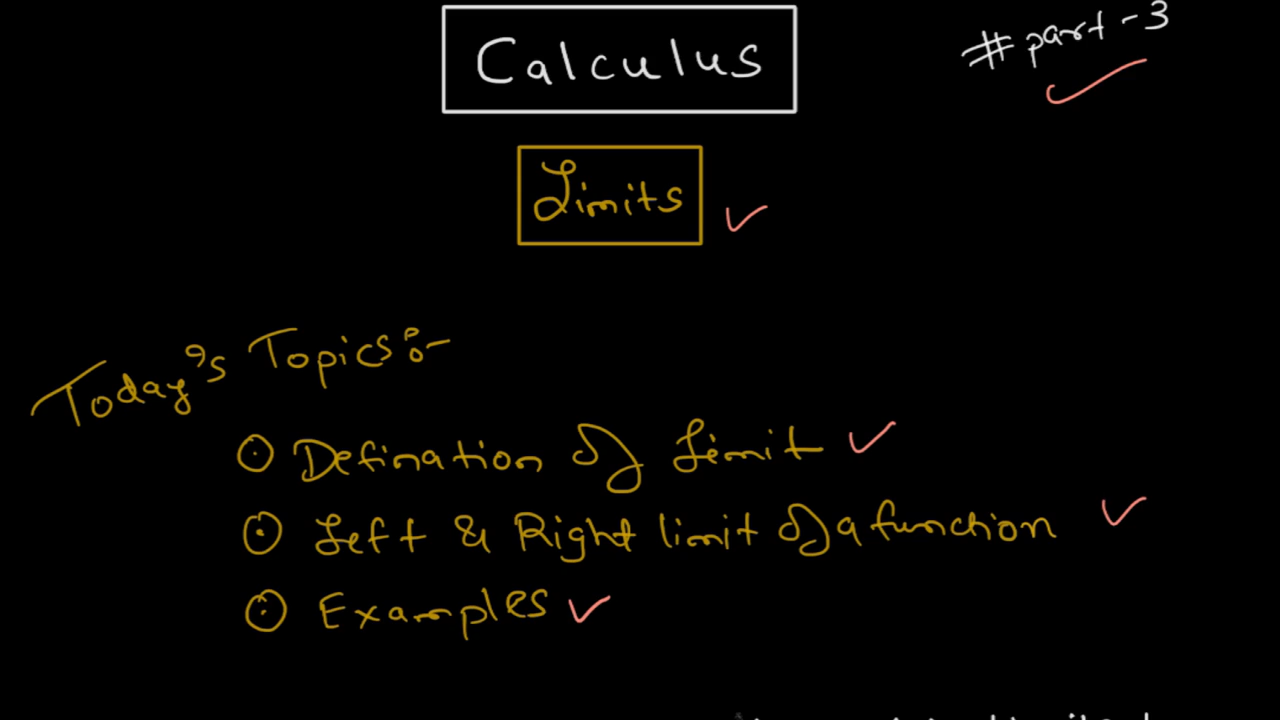 Calculus
#part-3
Limits
Today's Topics:-
Defination of Limit
Left & Right limit of a function
Examples